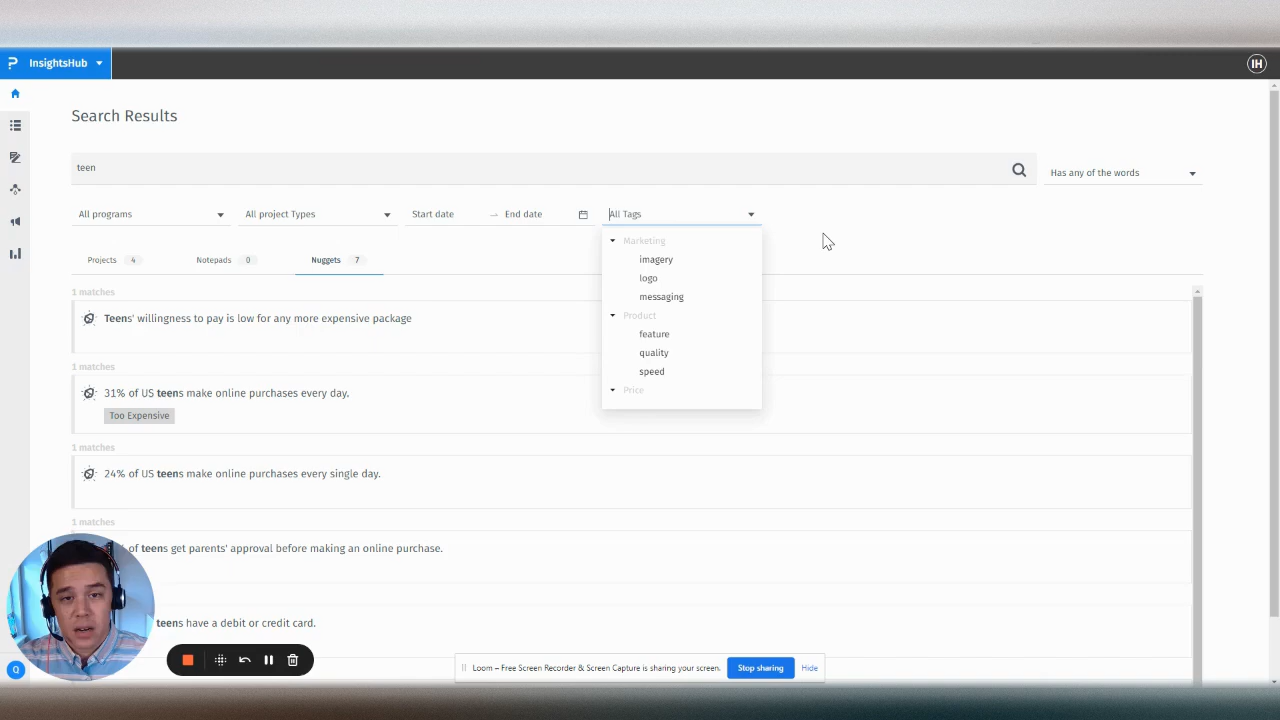 InsightsHub
IH
Search Results
teen
Has any of the words
All programs
All project Types
Start date → End date
All Tags
Projects 4
Notepads 0
Nuggets 7
Marketing
imagery
logo
messaging
Product
feature
quality
speed
Price
1 matches
Teens' willingness to pay is low for any more expensive package
1 matches
31% of US teens make online purchases every day.
Too Expensive
1 matches
24% of US teens make online purchases every single day.
1 matches
of teens get parents' approval before making an online purchase.
teens have a debit or credit card.
Loom – Free Screen Recorder & Screen Capture is sharing your screen.
Stop sharing
Hide
Q